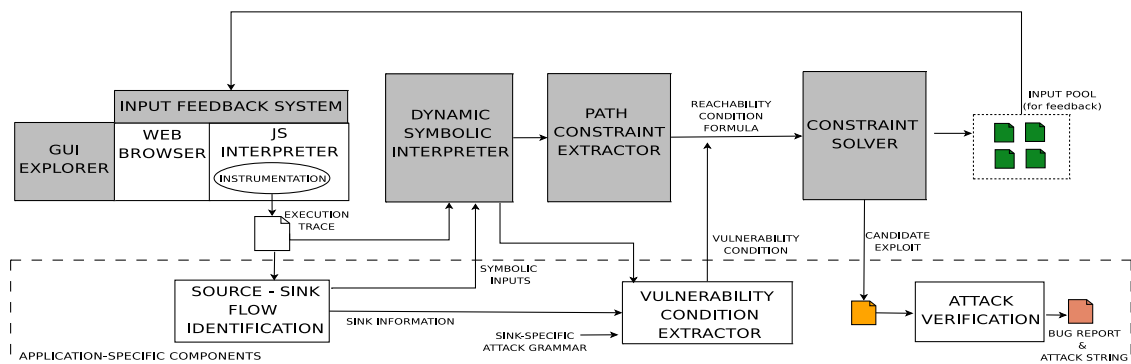 INPUT FEEDBACK SYSTEM
GUI
EXPLORER
WEB
BROWSER
JS
INTERPRETER
INSTRUMENTATION
EXECUTION
TRACE
DYNAMIC
SYMBOLIC
INTERPRETER
PATH
CONSTRAINT
EXTRACTOR
REACHABILITY
CONDITION
FORMULA
CONSTRAINT
SOLVER
INPUT POOL
(for feedback)
SYMBOLIC
INPUTS
VULNERABILITY
CONDITION
CANDIDATE
EXPLOIT
SOURCE - SINK
FLOW
IDENTIFICATION
SINK INFORMATION
SINK-SPECIFIC
ATTACK GRAMMAR
VULNERABILITY
CONDITION
EXTRACTOR
ATTACK
VERIFICATION
BUG REPORT
&
ATTACK STRING
APPLICATION-SPECIFIC COMPONENTS